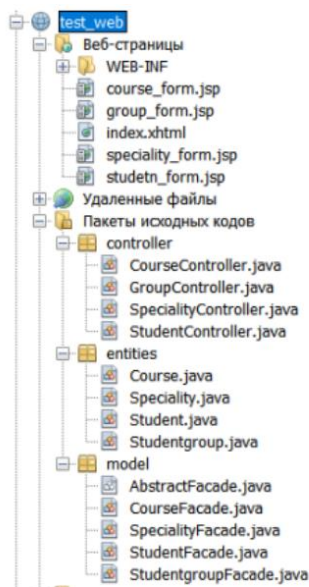 test_web
Веб-страницы
WEB-INF
course_form.jsp
group_form.jsp
index.xhtml
speciality_form.jsp
studetn_form.jsp
Удаленные файлы
Пакеты исходных кодов
controller
CourseController.java
GroupController.java
SpecialityController.java
StudentController.java
entities
Course.java
Speciality.java
Student.java
Studentgroup.java
model
AbstractFacade.java
CourseFacade.java
SpecialityFacade.java
StudentFacade.java
StudentgroupFacade.java